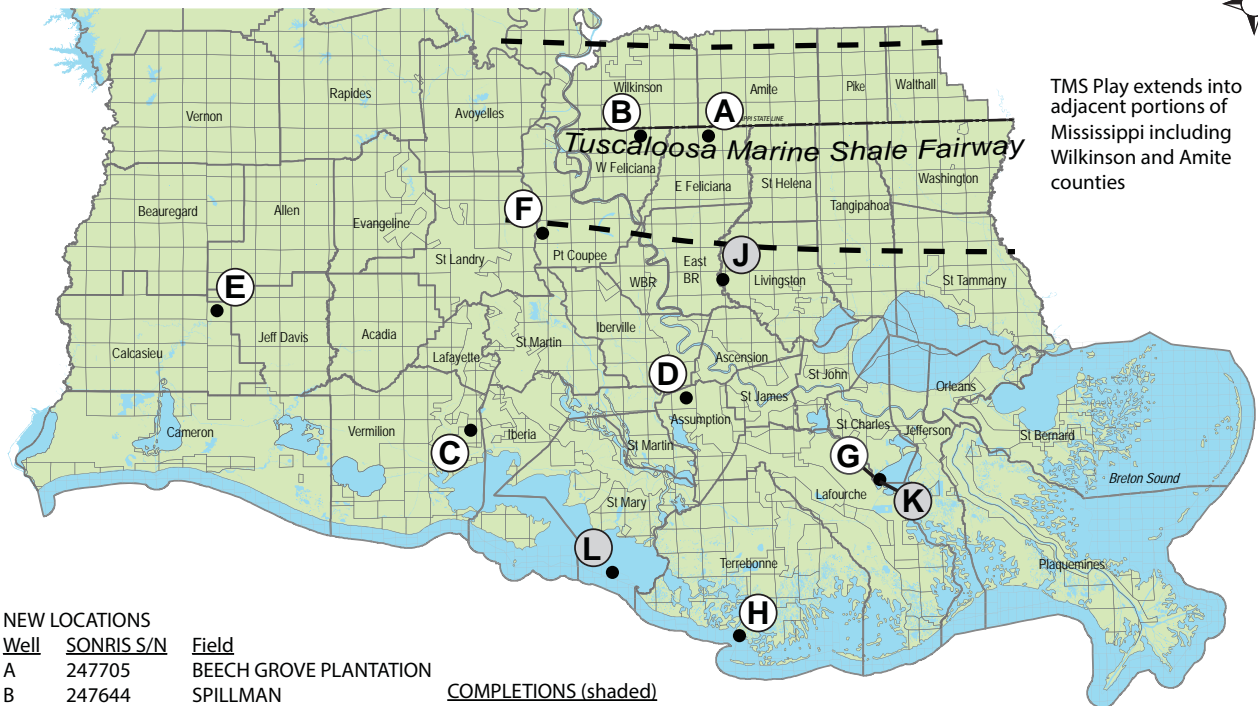 Vernon
Rapides
Avoyelles
Wilkinson
Amite
Pike
Walthall
B
A
PPI STATE LINE
Tuscaloosa Marine Shale Fairway
TMS Play extends into
adjacent portions of
Mississippi including
Wilkinson and Amite
counties
W Feliciana
E Feliciana
St Helena
Washington
Tangipahoa
Beauregard
Allen
Evangeline
F
St Landry
Pt Coupee
J
East
BR
WBR
Livingston
St Tammany
E
Calcasieu
Jeff Davis
Acadia
Lafayette
St Martin
Iberville
Ascension
D
St John
St James
Orleans
Assumption
Cameron
Vermilion
C
Iberia
St Martin
St Charles
Jefferson
St Bernard
G
K
Lafourche
Breton Sound
St Mary
L
Terrebonne
Plaquemines
H
NEW LOCATIONS
Well SONRIS S/N Field
A 247705 BEECH GROVE PLANTATION
B 247644 SPILLMAN
COMPLETIONS (shaded)